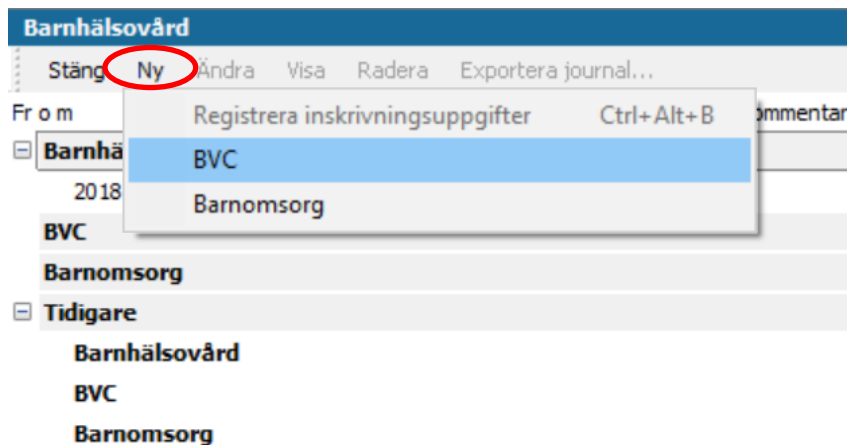 Barnhälsovård
Stäng Ny Ändra Visa Radera Exportera journal...
Fr o m
Registrera inskrivningsuppgifter Ctrl+Alt+B
BVC
2018
Barnomsorg
BVC
Barnomsorg
Tidigare
Barnhälsovård
BVC
Barnomsorg